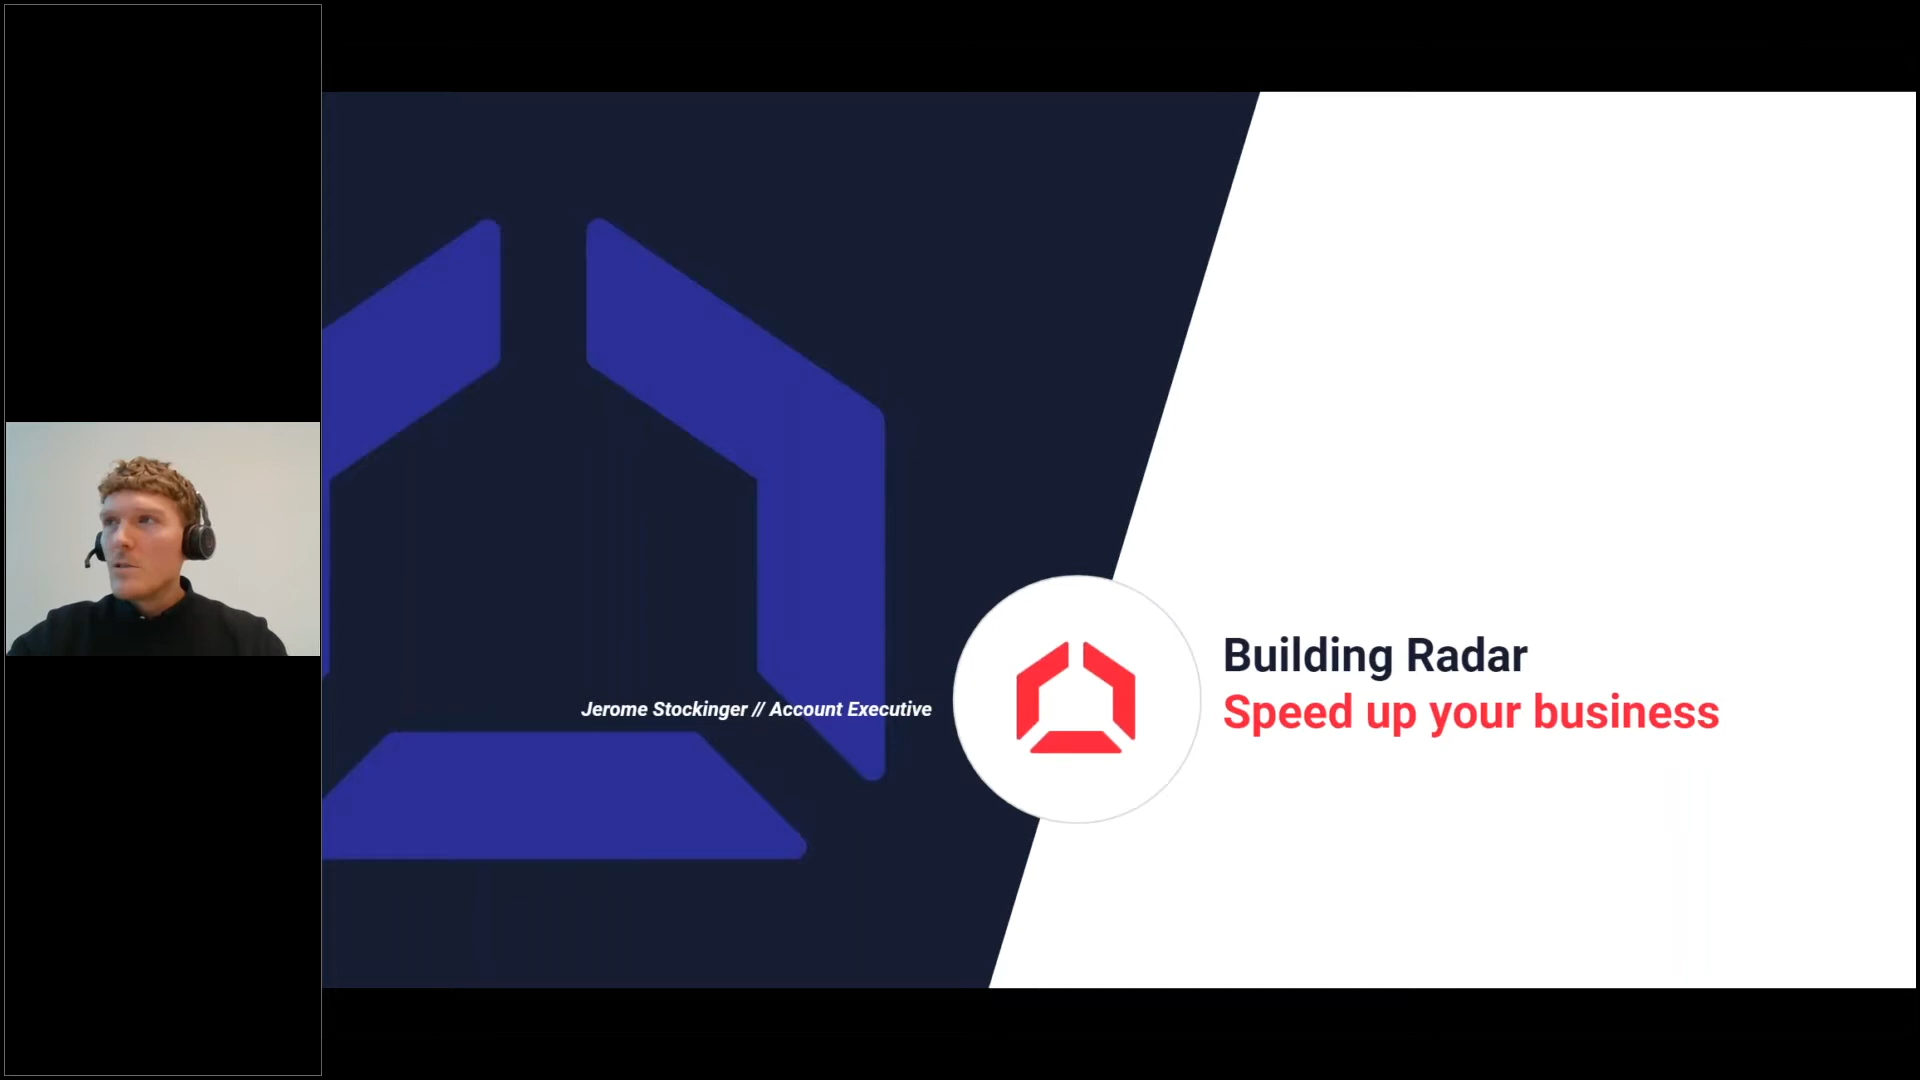 Jerome Stockinger // Account Executive
Building Radar
Speed up your business